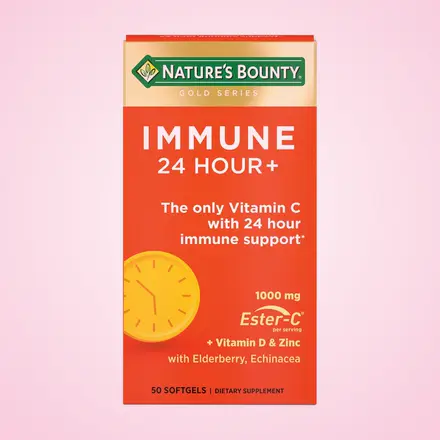 NATURE'S BOUNTY®
GOLD SERIES
IMMUNE
24 HOUR+
The only Vitamin C
with 24 hour
immune support*
1000 mg
Ester-C®
per serving
+ Vitamin D & Zinc
with Elderberry, Echinacea
50 SOFTGELS | DIETARY SUPPLEMENT